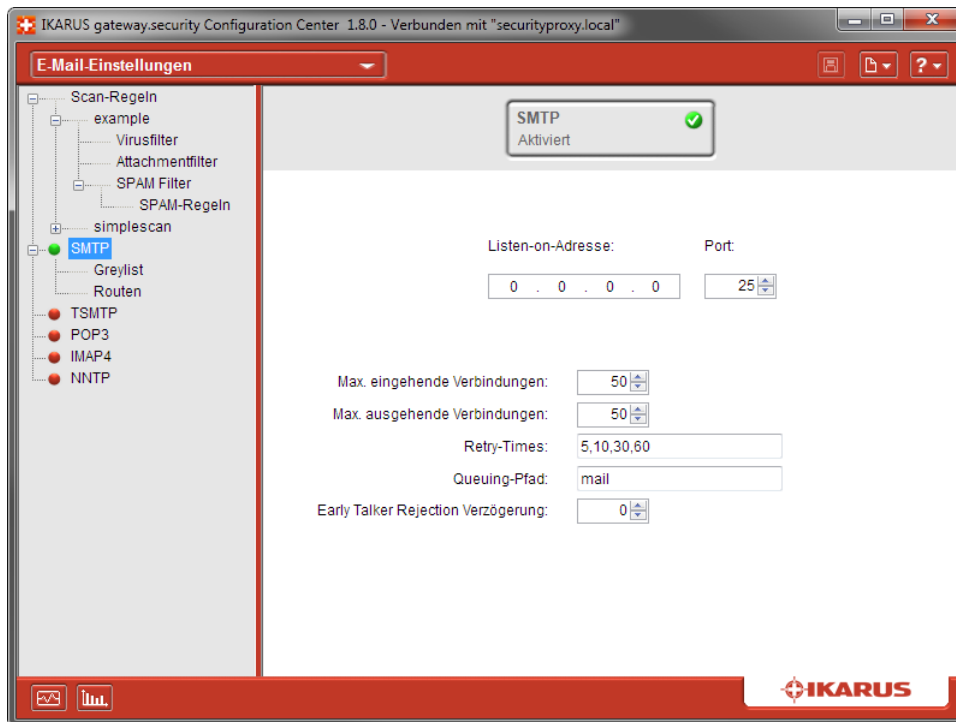 IKARUS gateway.security Configuration Center 1.8.0 - Verbunden mit "securityproxy.local"
E-Mail-Einstellungen
?
Scan-Regeln
example
Virusfilter
Attachmentfilter
SPAM Filter
SPAM-Regeln
simplescan
SMTP
Greylist
Routen
TSMTP
POP3
IMAP4
NNTP
SMTP
Aktiviert
Listen-on-Adresse: Port:
0 . 0 . 0 . 0 25
Max. eingehende Verbindungen: 50
Max. ausgehende Verbindungen: 50
Retry-Times: 5,10,30,60
Queuing-Pfad: mail
Early Talker Rejection Verzögerung: 0
IKARUS